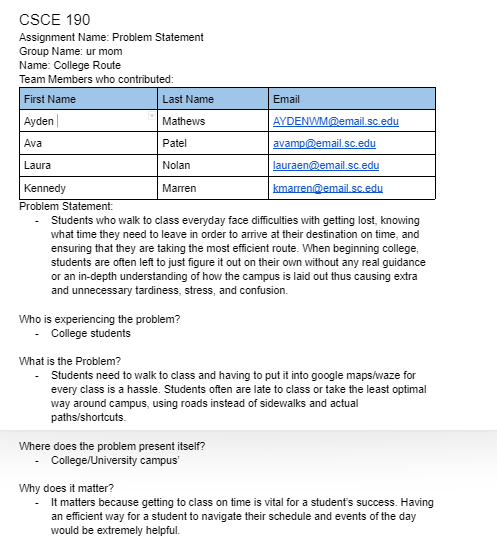 CSCE 190
Assignment Name: Problem Statement
Group Name: ur mom
Name: College Route
Team Members who contributed:
First Name Last Name Email
Ayden Mathews AYDENWM@email.sc.edu
Ava Patel avamp@email.sc.edu
Laura Nolan lauraen@email.sc.edu
Kennedy Marren kmarren@email.sc.edu
Problem Statement:
- Students who walk to class everyday face difficulties with getting lost, knowing
what time they need to leave in order to arrive at their destination on time, and
ensuring that they are taking the most efficient route. When beginning college,
students are often left to just figure it out on their own without any real guidance
or an in-depth understanding of how the campus is laid out thus causing extra
and unnecessary tardiness, stress, and confusion.
Who is experiencing the problem?
- College students
What is the Problem?
- Students need to walk to class and having to put it into google maps/waze for
every class is a hassle. Students often are late to class or take the least optimal
way around campus, using roads instead of sidewalks and actual
paths/shortcuts.
Where does the problem present itself?
- College/University campus'
Why does it matter?
- It matters because getting to class on time is vital for a student's success. Having
an efficient way for a student to navigate their schedule and events of the day
would be extremely helpful.